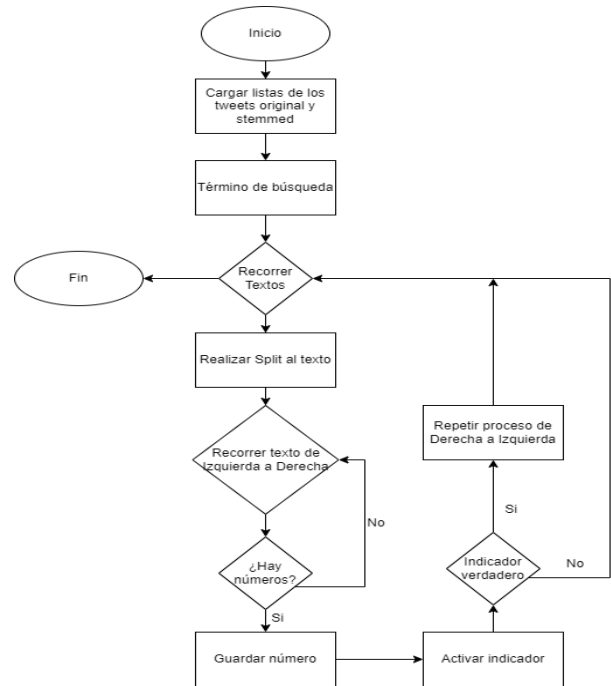 Inicio
Cargar listas de los
tweets original y
stemmed
Término de búsqueda
Fin
Recorrer
Textos
Realizar Split al texto
Repetir proceso de
Derecha a Izquierda
Recorrer texto de
Izquierda a Derecha
No
Si
¿Hay
números?
Indicador
verdadero
No
Si
Guardar número
Activar indicador